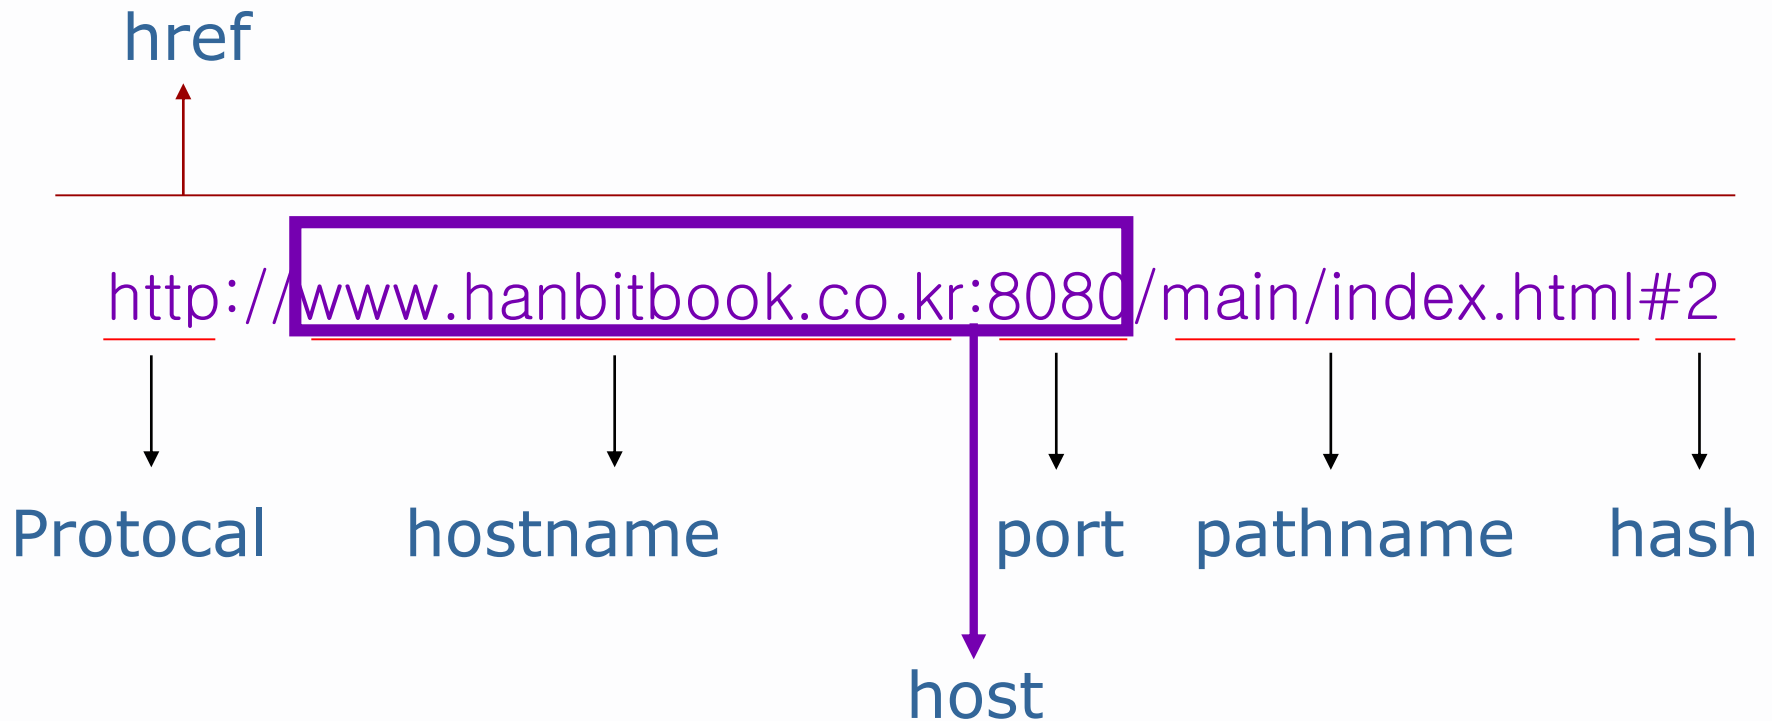 href
http://www.hanbitbook.co.kr:8080/main/index.html#2
Protocal hostname port pathname hash
host